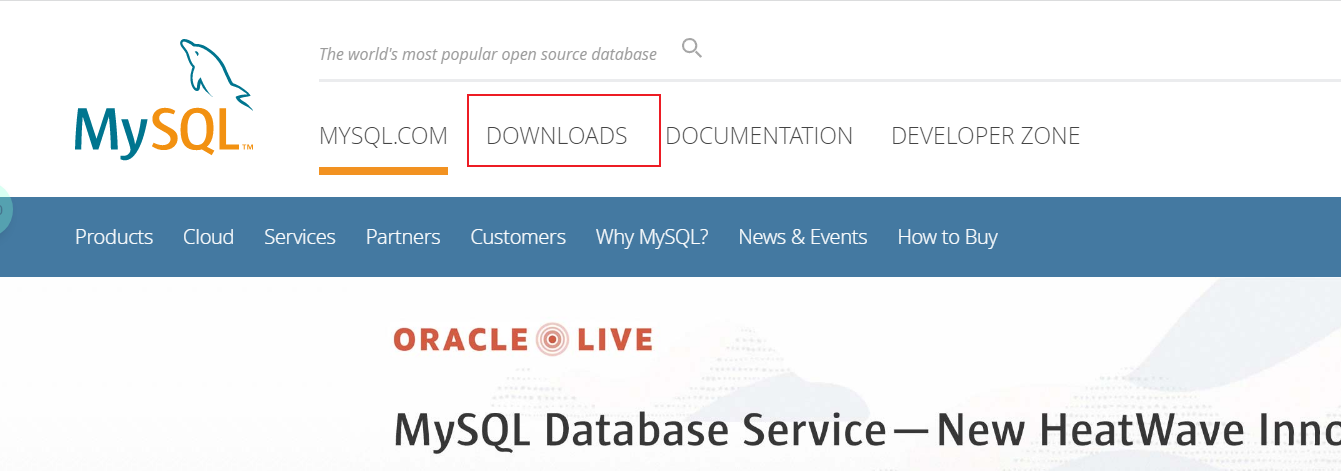 The world's most popular open source database
MySQL™
MYSQL.COM DOWNLOADS DOCUMENTATION DEVELOPER ZONE
Products Cloud Services Partners Customers Why MySQL? News & Events How to Buy
ORACLE LIVE
MySQL Database Service—New HeatWave Inno